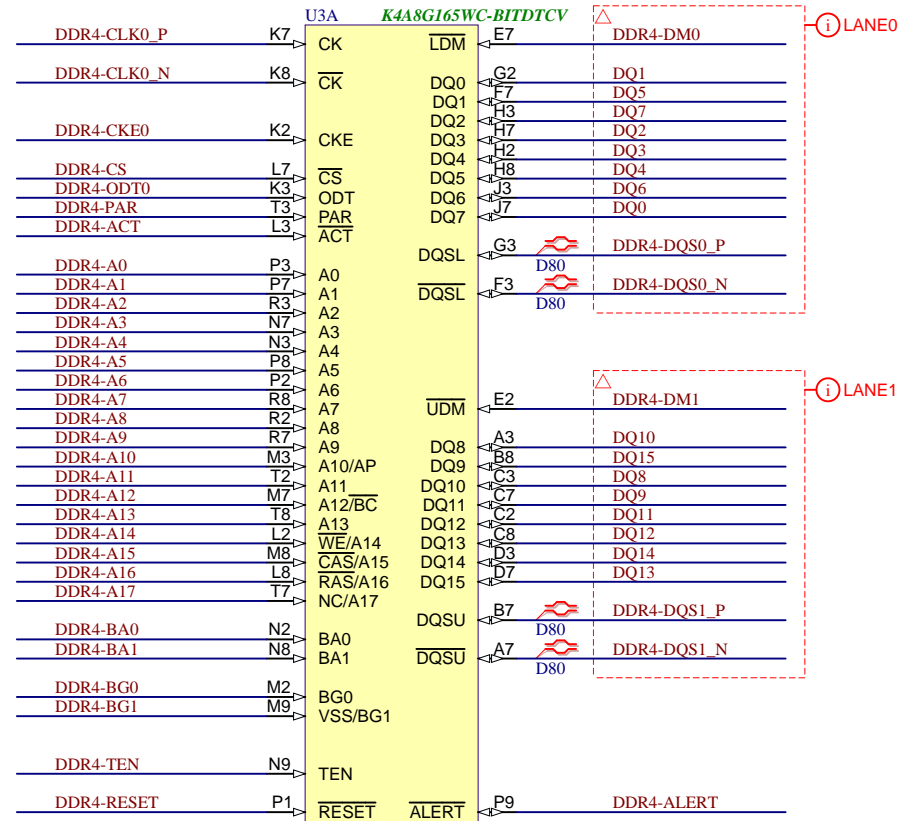 U3A K4A8G165WC-BITDTCV
DDR4-CLK0_P K7 CK LDM E7 DDR4-DM0 i LANE0
DDR4-CLK0_N K8 CK DQ0 G2 DQ1
DQ1 F7 DQ5
DQ2 H3 DQ7
DDR4-CKE0 K2 CKE DQ3 H7 DQ2
DQ4 H2 DQ3
DDR4-CS L7 CS DQ5 H8 DQ4
DDR4-ODT0 K3 ODT DQ6 J3 DQ6
DDR4-PAR T3 PAR DQ7 J7 DQ0
DDR4-ACT L3 ACT
DQSL G3 D80 DDR4-DQS0_P
DDR4-A0 P3 A0
DDR4-A1 P7 A1 DQSL F3 D80 DDR4-DQS0_N
DDR4-A2 R3 A2
DDR4-A3 N7 A3
DDR4-A4 N3 A4
DDR4-A5 P8 A5
DDR4-A6 P2 A6 i LANE1
DDR4-A7 R8 A7 UDM E2 DDR4-DM1
DDR4-A8 R2 A8
DDR4-A9 R7 A9 DQ8 A3 DQ10
DDR4-A10 M3 A10/AP DQ9 B8 DQ15
DDR4-A11 T2 A11 DQ10 C3 DQ8
DDR4-A12 M7 A12/BC DQ11 C7 DQ9
DDR4-A13 T8 A13 DQ12 C2 DQ11
DDR4-A14 L2 WE/A14 DQ13 C8 DQ12
DDR4-A15 M8 CAS/A15 DQ14 D3 DQ14
DDR4-A16 L8 RAS/A16 DQ15 D7 DQ13
DDR4-A17 T7 NC/A17
DQSU B7 D80 DDR4-DQS1_P
DDR4-BA0 N2 BA0
DDR4-BA1 N8 BA1 DQSU A7 D80 DDR4-DQS1_N
DDR4-BG0 M2 BG0
DDR4-BG1 M9 VSS/BG1
DDR4-TEN N9 TEN
DDR4-RESET P1 RESET ALERT P9 DDR4-ALERT